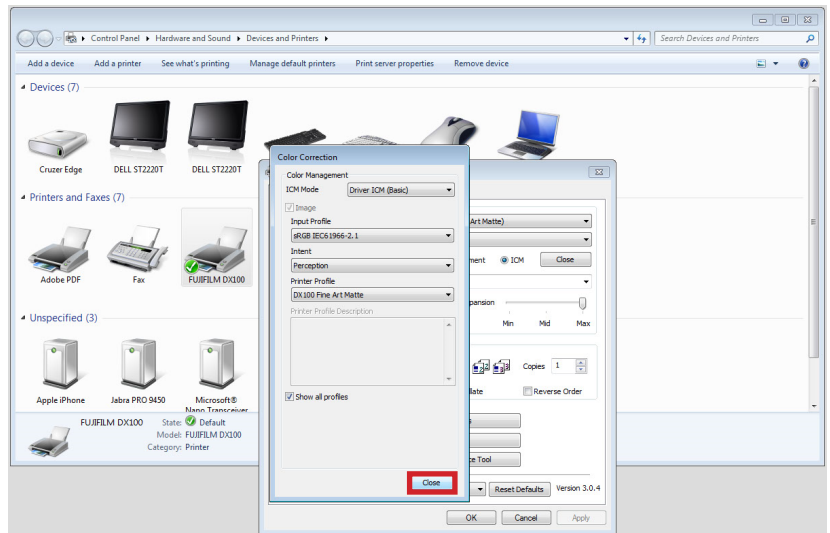 Control Panel ▸ Hardware and Sound ▸ Devices and Printers ▸
Search Devices and Printers
Add a device Add a printer See what's printing Manage default printers Print server properties Remove device
Devices (7)
Cruzer Edge DELL ST2220T DELL ST2220T
Printers and Faxes (7)
Adobe PDF Fax FUJIFILM DX100
Unspecified (3)
Apple iPhone Jabra PRO 9450 Microsoft®
Nano Transceiver
FUJIFILM DX100 State: Default
Model: FUJIFILM DX100
Category: Printer
Color Correction
Color Management
ICM Mode Driver ICM (Basic)
Image
Input Profile
sRGB IEC61966-2.1
Intent
Perception
Printer Profile
DX100 Fine Art Matte
Printer Profile Description
Show all profiles
Close
Art Matte)
ICM Close
Min Mid Max
Copies 1
Reverse Order
Tool
Reset Defaults Version 3.0.4
OK Cancel Apply